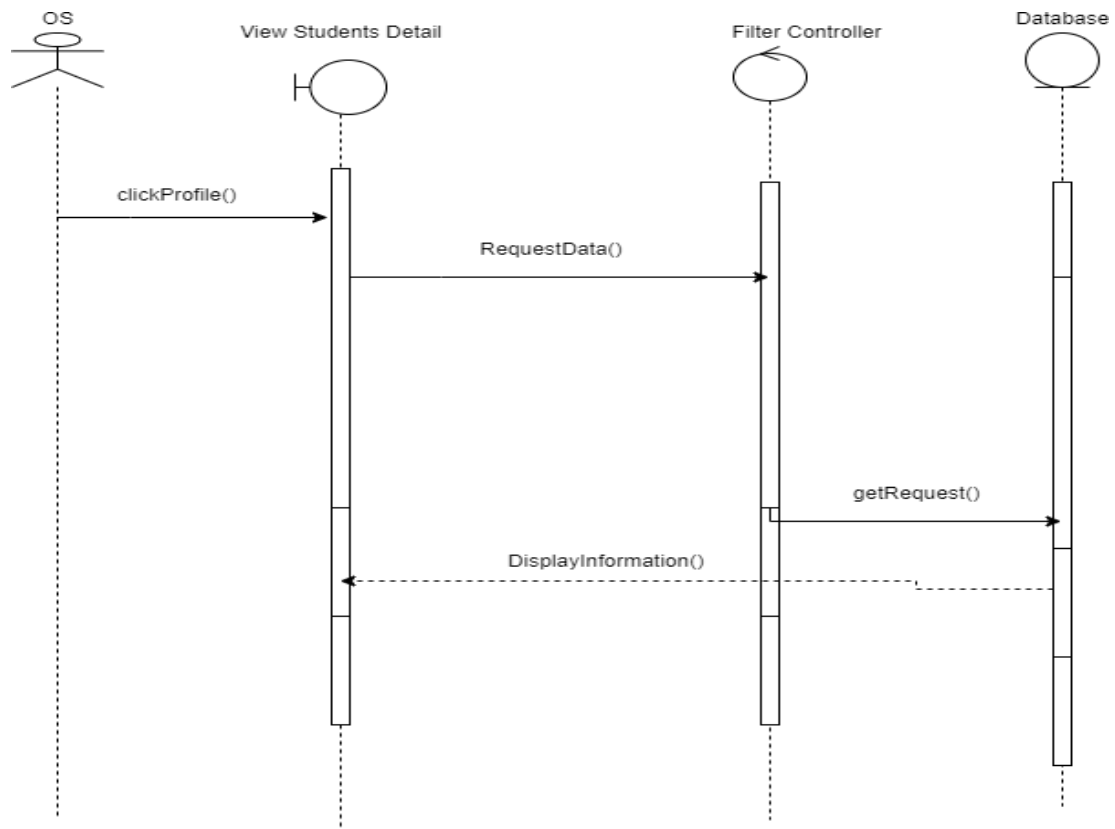 OS
View Students Detail
Filter Controller
Database
clickProfile()
RequestData()
getRequest()
DisplayInformation()